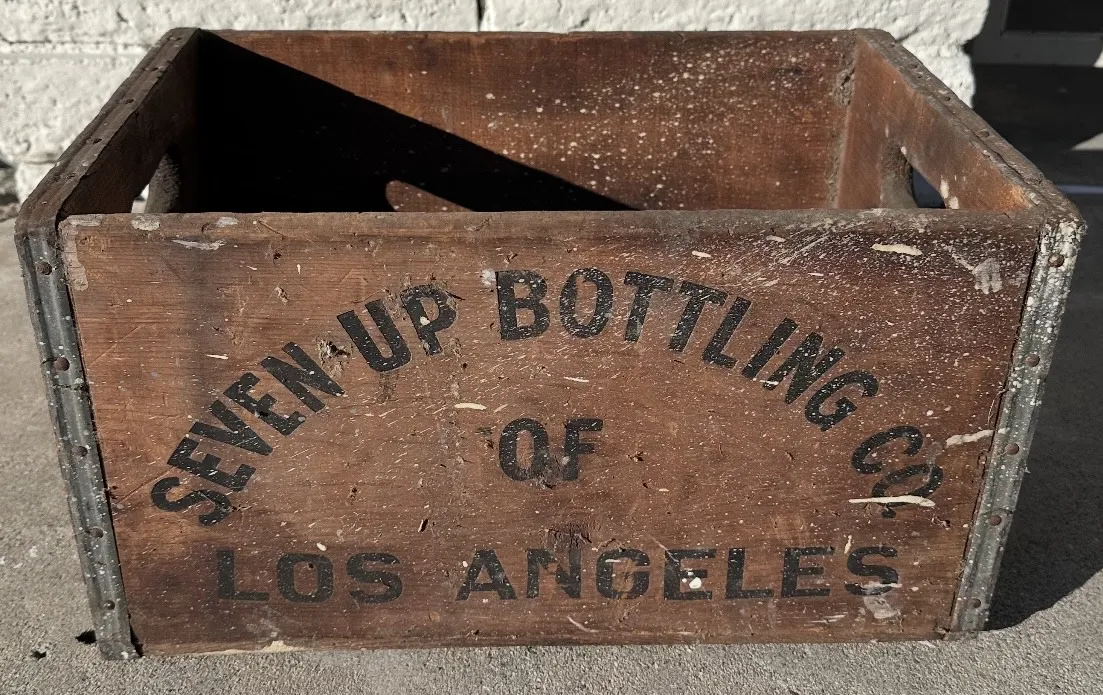 SEVEN-UP BOTTLING CO.
OF
LOS ANGELES